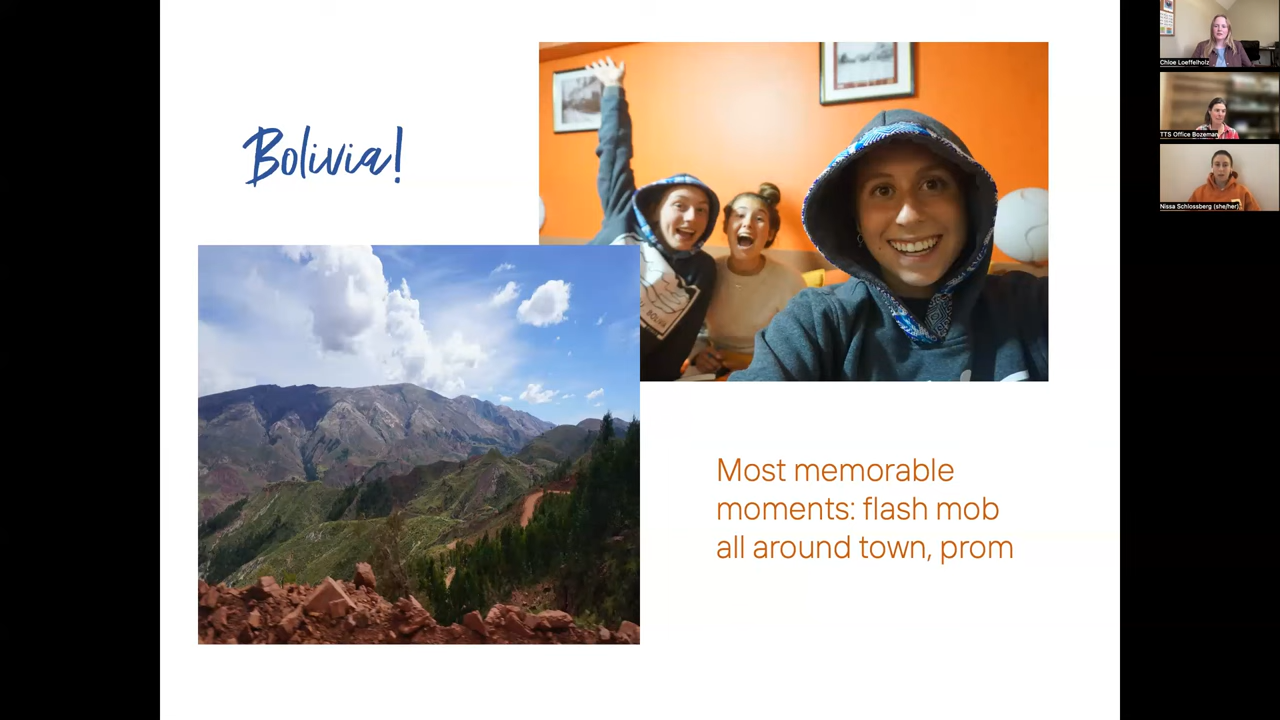 Bolivia!
Most memorable
moments: flash mob
all around town, prom
Chloe Loeffelholz
TTS Office Bozeman
Nissa Schlossberg (she/her)